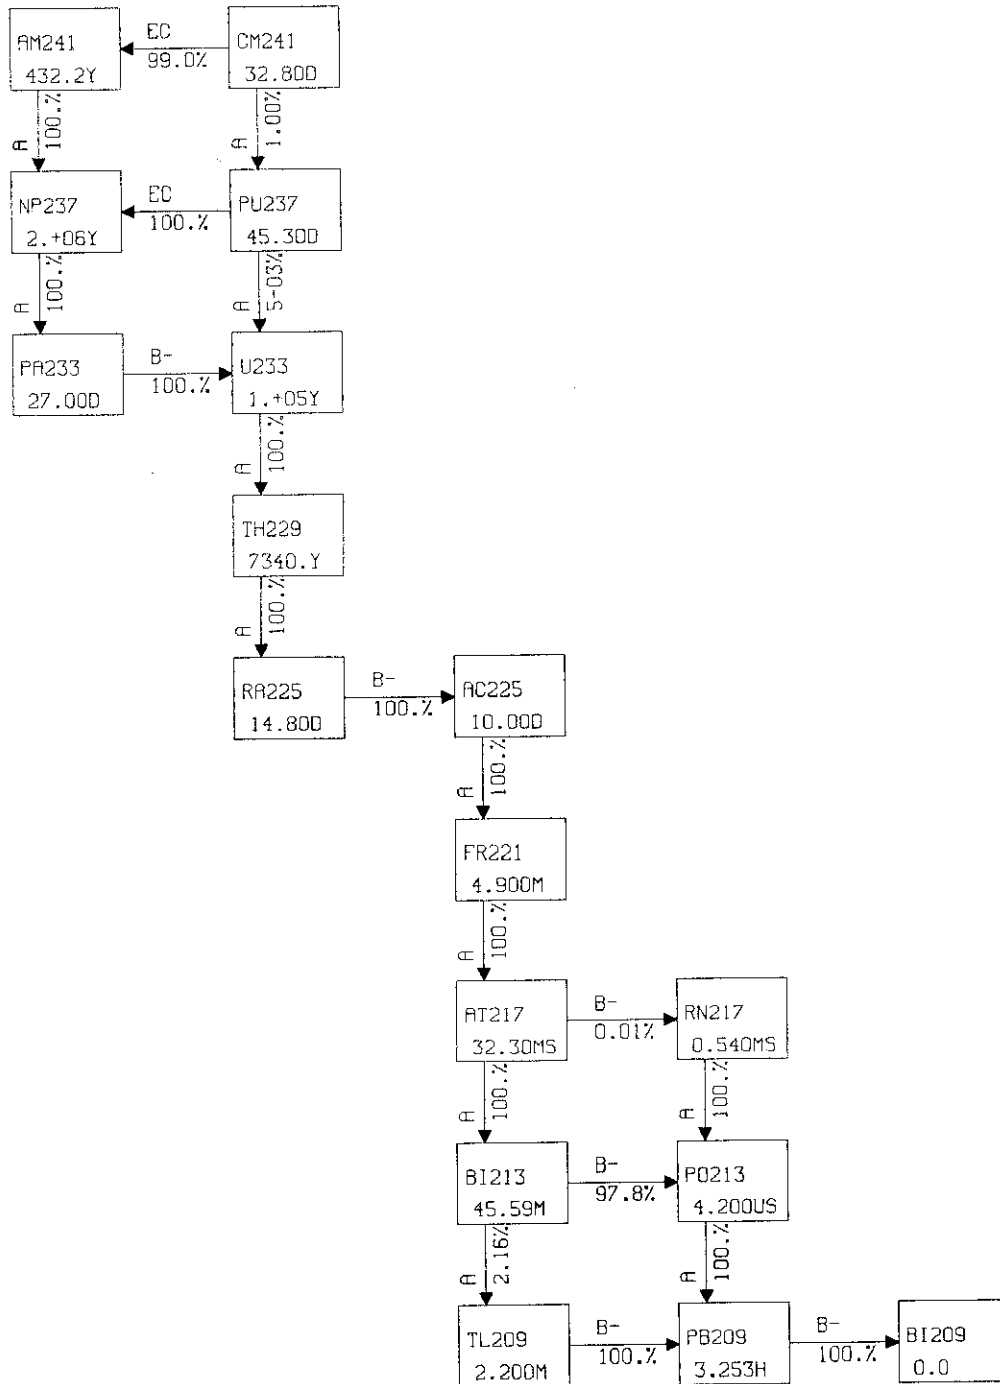 AM241
432.2Y
EC
99.0%
CM241
32.80D
A
100.%
A
1.00%
NP237
2.+06Y
EC
100.%
PU237
45.30D
A
100.%
A
5-03%
PA233
27.00D
B-
100.%
U233
1.+05Y
A
100.%
TH229
7340.Y
A
100.%
RA225
14.80D
B-
100.%
AC225
10.00D
A
100.%
FR221
4.900M
A
100.%
AT217
32.30MS
B-
0.01%
RN217
0.540MS
A
100.%
A
100.%
BI213
45.59M
B-
97.8%
PO213
4.200US
A
2.16%
A
100.%
TL209
2.200M
B-
100.%
PB209
3.253H
B-
100.%
BI209
0.0